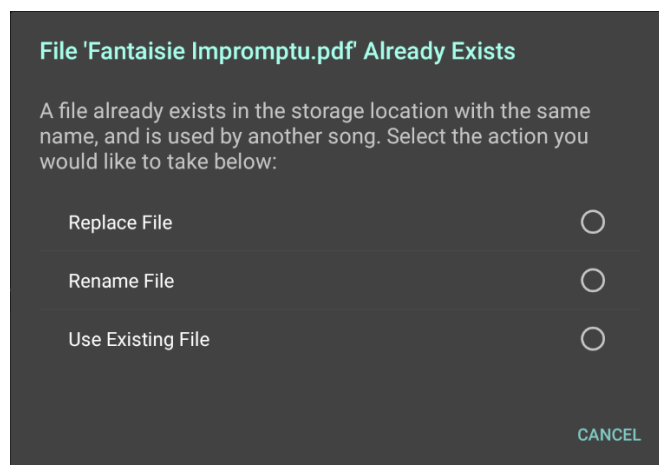 File 'Fantaisie Impromptu.pdf' Already Exists
A file already exists in the storage location with the same
name, and is used by another song. Select the action you
would like to take below:
Replace File
Rename File
Use Existing File
CANCEL